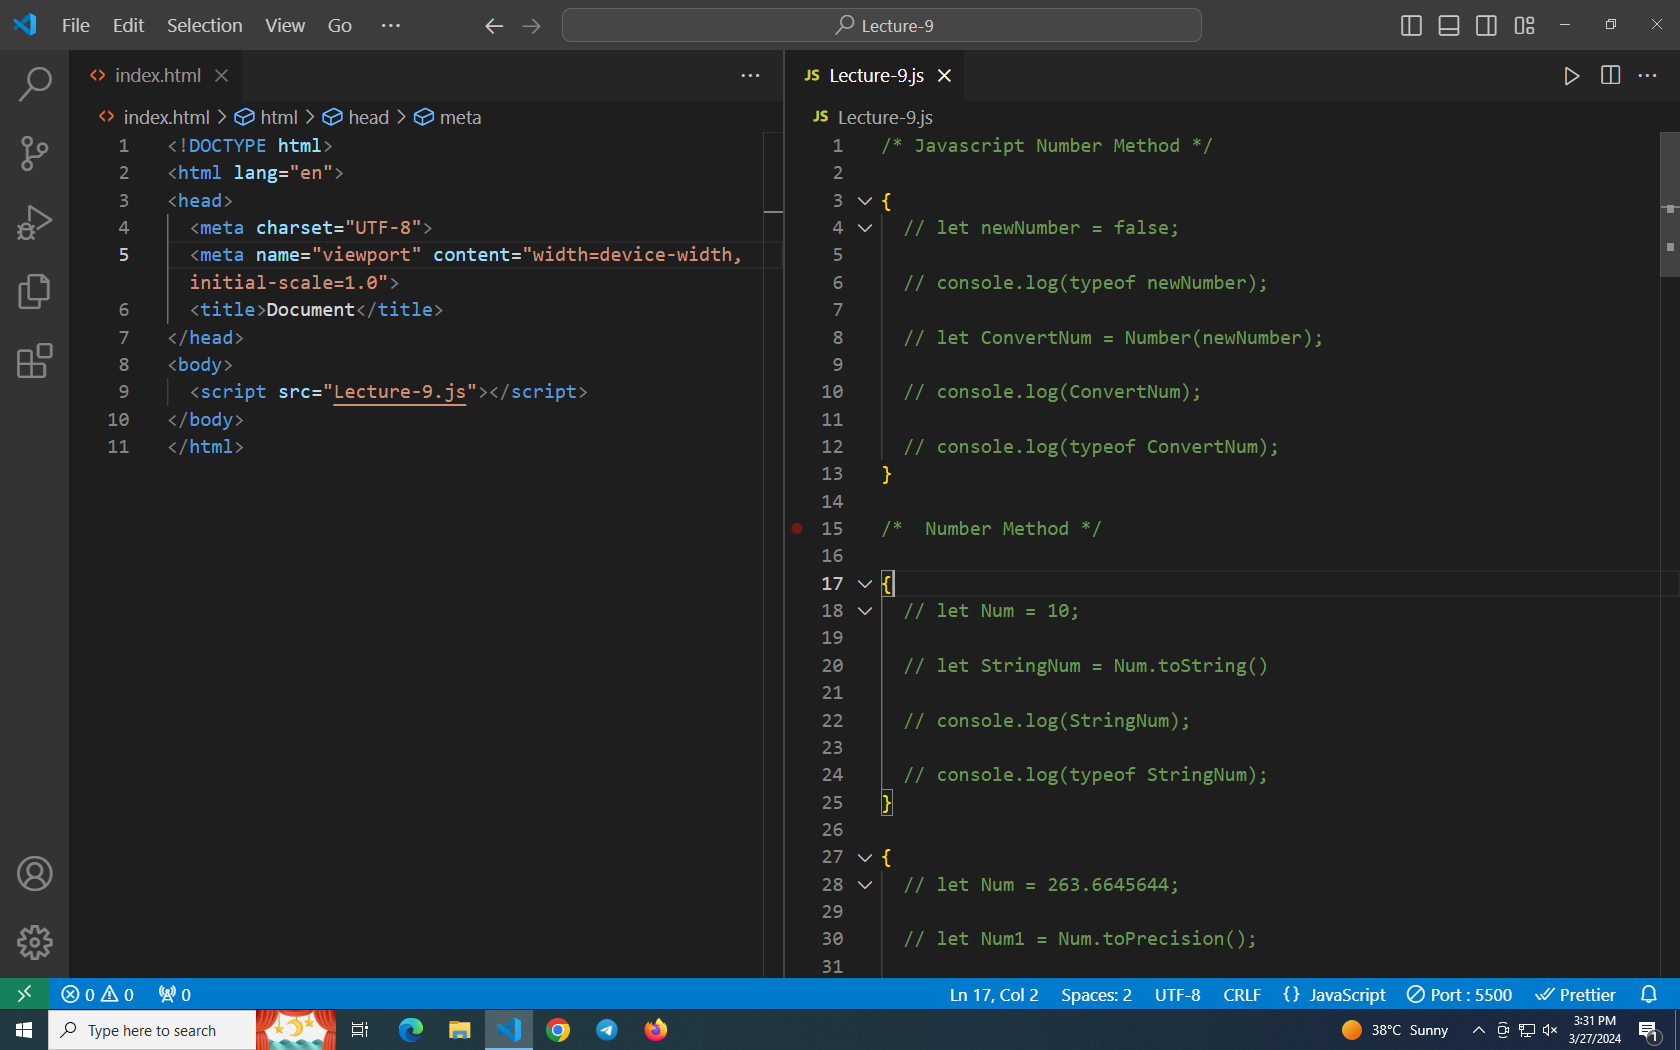 File Edit Selection View Go ··· Lecture-9
index.html
index.html > html > head > meta
1 <!DOCTYPE html>
2 <html lang="en">
3 <head>
4 <meta charset="UTF-8">
5 <meta name="viewport" content="width=device-width,
initial-scale=1.0">
6 <title>Document</title>
7 </head>
8 <body>
9 <script src="Lecture-9.js"></script>
10 </body>
11 </html>
JS Lecture-9.js
JS Lecture-9.js
1 /* Javascript Number Method */
2
3 {
4 // let newNumber = false;
5
6 // console.log(typeof newNumber);
7
8 // let ConvertNum = Number(newNumber);
9
10 // console.log(ConvertNum);
11
12 // console.log(typeof ConvertNum);
13 }
14
15 /*  Number Method */
16
17 {
18 // let Num = 10;
19
20 // let StringNum = Num.toString()
21
22 // console.log(StringNum);
23
24 // console.log(typeof StringNum);
25 }
26
27 {
28 // let Num = 263.6645644;
29
30 // let Num1 = Num.toPrecision();
31
0 0 0 Ln 17, Col 2 Spaces: 2 UTF-8 CRLF {} JavaScript Port : 5500 Prettier
Type here to search 38°C Sunny 3:31 PM
3/27/2024 1